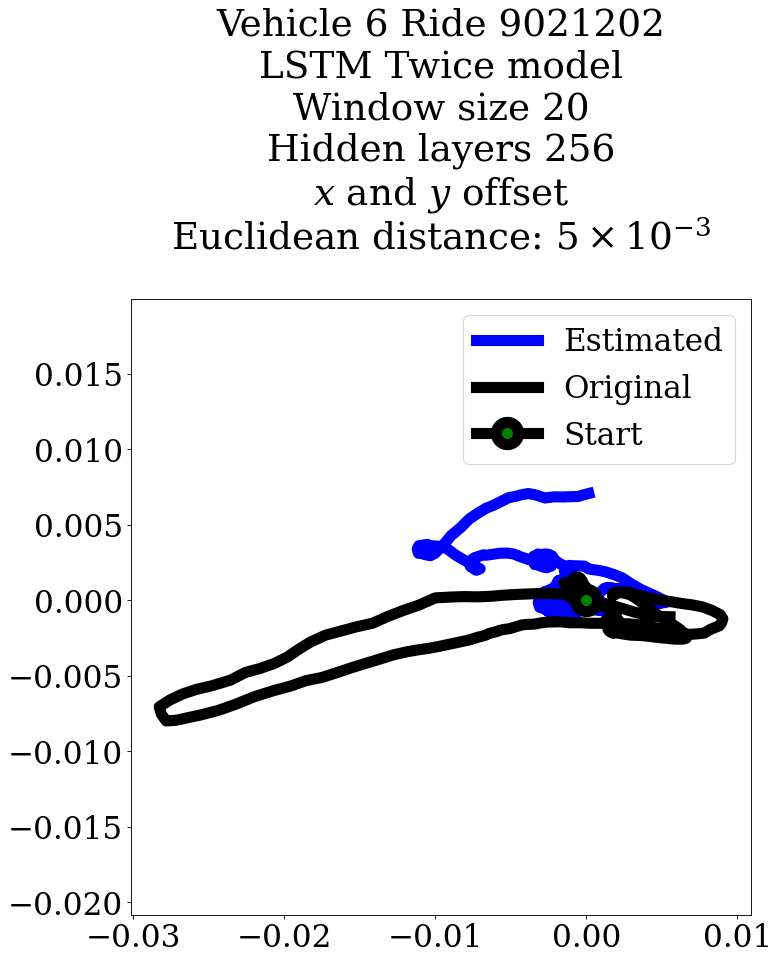 Vehicle 6 Ride 9021202
LSTM Twice model
Window size 20
Hidden layers 256
x and y offset
Euclidean distance: 5 × 10⁻³
Estimated
Original
Start
0.015
0.010
0.005
0.000
−0.005
−0.010
−0.015
−0.020
−0.03 −0.02 −0.01 0.00 0.01